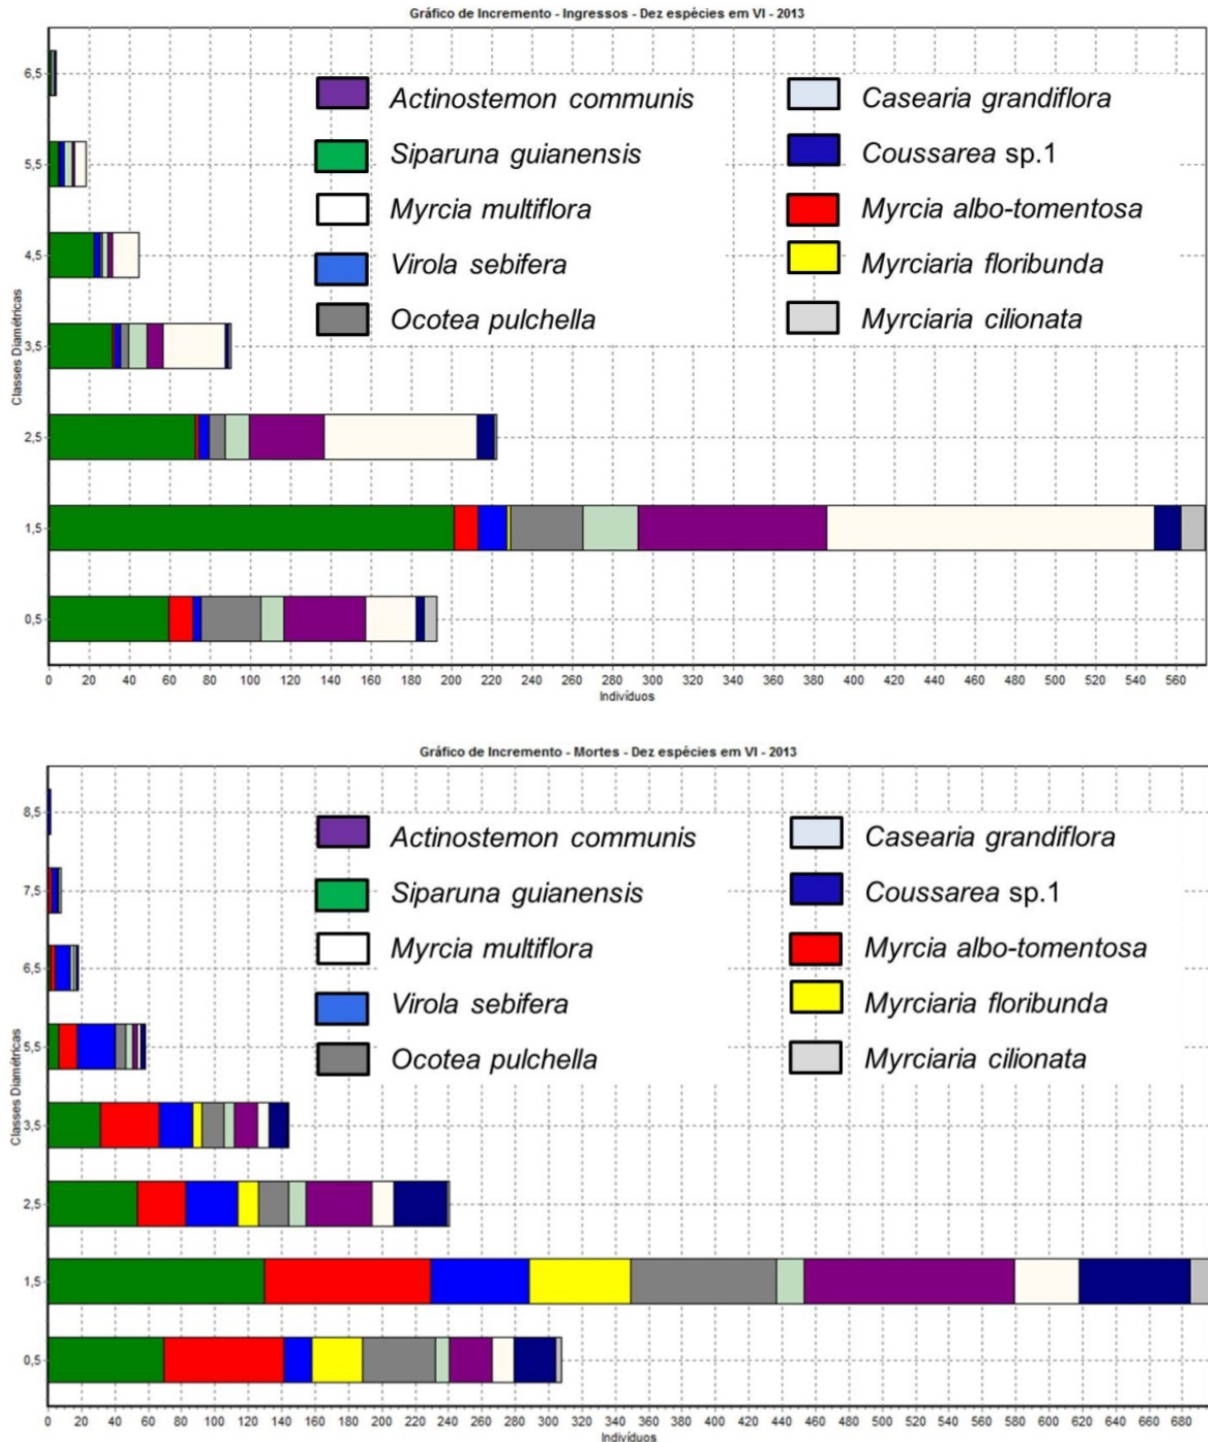 Gráfico de Incremento - Ingressos - Dez espécies em VI - 2013
6,5
5,5
4,5
3,5
2,5
1,5
0,5
Classes Diamétricas
Actinostemon communis
Siparuna guianensis
Myrcia multiflora
Virola sebifera
Ocotea pulchella
Casearia grandiflora
Coussarea sp.1
Myrcia albo-tomentosa
Myrciaria floribunda
Myrciaria cilionata
0 20 40 60 80 100 120 140 160 180 200 220 240 260 280 300 320 340 360 380 400 420 440 460 480 500 520 540 560
Indivíduos
Gráfico de Incremento - Mortes - Dez espécies em VI - 2013
8,5
7,5
6,5
5,5
3,5
2,5
1,5
0,5
Classes Diamétricas
Actinostemon communis
Siparuna guianensis
Myrcia multiflora
Virola sebifera
Ocotea pulchella
Casearia grandiflora
Coussarea sp.1
Myrcia albo-tomentosa
Myrciaria floribunda
Myrciaria cilionata
0 20 40 60 80 100 120 140 160 180 200 220 240 260 280 300 320 340 360 380 400 420 440 460 480 500 520 540 560 580 600 620 640 660 680
Indivíduos